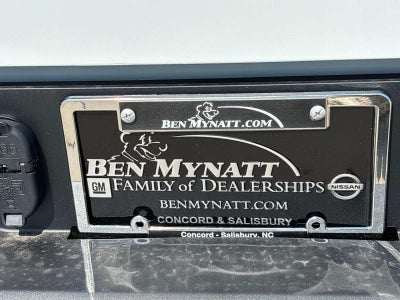 BEN MYNATT.COM
BEN MYNATT
GM FAMILY of DEALERSHIPS NISSAN
BENMYNATT.COM
CONCORD & SALISBURY
Concord - Salisbury, NC